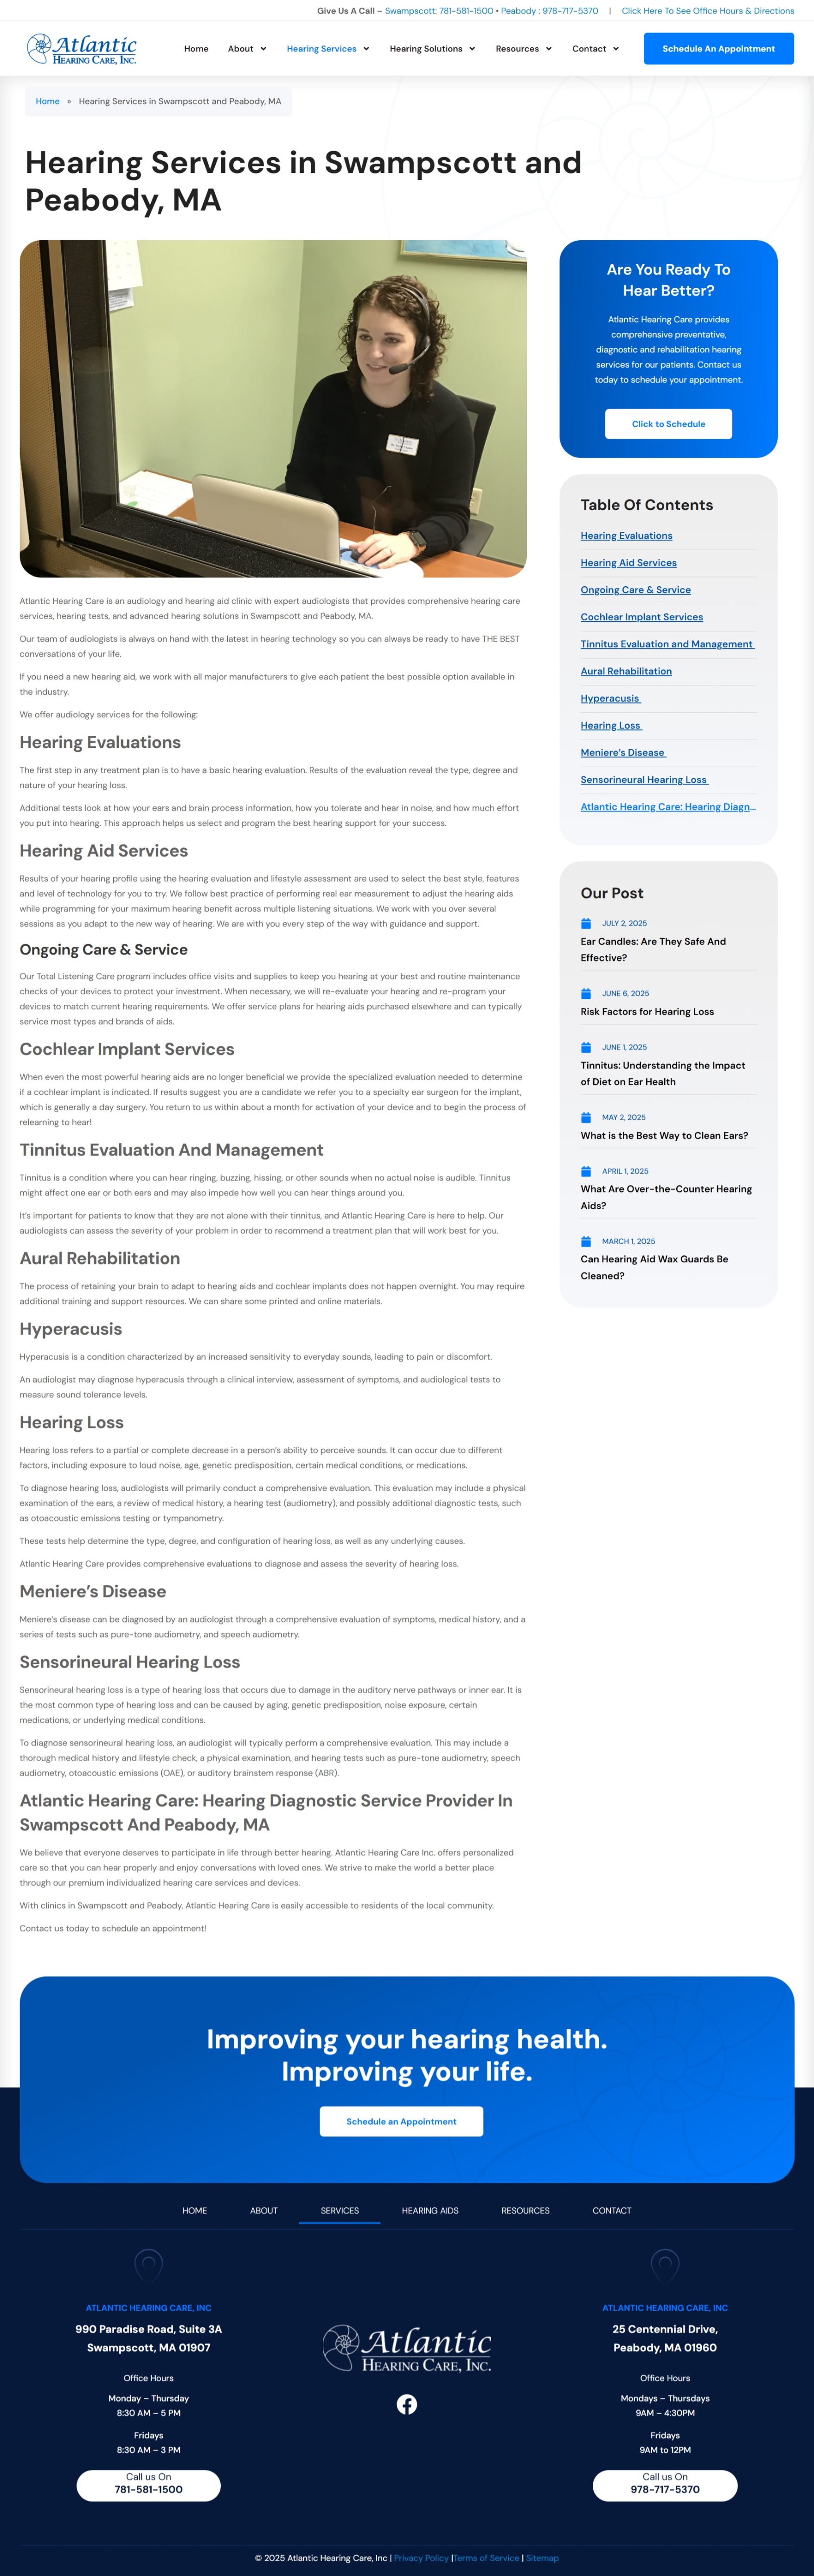 Give Us A Call – Swampscott: 781-581-1500 • Peabody : 978-717-5370 | Click Here To See Office Hours & Directions
Atlantic
HEARING CARE, INC.
Home About Hearing Services Hearing Solutions Resources Contact Schedule An Appointment
Home » Hearing Services in Swampscott and Peabody, MA
Hearing Services in Swampscott and
Peabody, MA
Atlantic Hearing Care is an audiology and hearing aid clinic with expert audiologists that provides comprehensive hearing care
services, hearing tests, and advanced hearing solutions in Swampscott and Peabody, MA.
Our team of audiologists is always on hand with the latest in hearing technology so you can always be ready to have THE BEST
conversations of your life.
If you need a new hearing aid, we work with all major manufacturers to give each patient the best possible option available in
the industry.
We offer audiology services for the following:
Hearing Evaluations
The first step in any treatment plan is to have a basic hearing evaluation. Results of the evaluation reveal the type, degree and
nature of your hearing loss.
Additional tests look at how your ears and brain process information, how you tolerate and hear in noise, and how much effort
you put into hearing. This approach helps us select and program the best hearing support for your success.
Hearing Aid Services
Results of your hearing profile using the hearing evaluation and lifestyle assessment are used to select the best style, features
and level of technology for you to try. We follow best practice of performing real ear measurement to adjust the hearing aids
while programming for your maximum hearing benefit across multiple listening situations. We work with you over several
sessions as you adapt to the new way of hearing. We are with you every step of the way with guidance and support.
Ongoing Care & Service
Our Total Listening Care program includes office visits and supplies to keep you hearing at your best and routine maintenance
checks of your devices to protect your investment. When necessary, we will re-evaluate your hearing and re-program your
devices to match current hearing requirements. We offer service plans for hearing aids purchased elsewhere and can typically
service most types and brands of aids.
Cochlear Implant Services
When even the most powerful hearing aids are no longer beneficial we provide the specialized evaluation needed to determine
if a cochlear implant is indicated. If results suggest you are a candidate we refer you to a specialty ear surgeon for the implant,
which is generally a day surgery. You return to us within about a month for activation of your device and to begin the process of
relearning to hear!
Tinnitus Evaluation And Management
Tinnitus is a condition where you can hear ringing, buzzing, hissing, or other sounds when no actual noise is audible. Tinnitus
might affect one ear or both ears and may also impede how well you can hear things around you.
It's important for patients to know that they are not alone with their tinnitus, and Atlantic Hearing Care is here to help. Our
audiologists can assess the severity of your problem in order to recommend a treatment plan that will work best for you.
Aural Rehabilitation
The process of retaining your brain to adapt to hearing aids and cochlear implants does not happen overnight. You may require
additional training and support resources. We can share some printed and online materials.
Hyperacusis
Hyperacusis is a condition characterized by an increased sensitivity to everyday sounds, leading to pain or discomfort.
An audiologist may diagnose hyperacusis through a clinical interview, assessment of symptoms, and audiological tests to
measure sound tolerance levels.
Hearing Loss
Hearing loss refers to a partial or complete decrease in a person's ability to perceive sounds. It can occur due to different
factors, including exposure to loud noise, age, genetic predisposition, certain medical conditions, or medications.
To diagnose hearing loss, audiologists will primarily conduct a comprehensive evaluation. This evaluation may include a physical
examination of the ears, a review of medical history, a hearing test (audiometry), and possibly additional diagnostic tests, such
as otoacoustic emissions testing or tympanometry.
These tests help determine the type, degree, and configuration of hearing loss, as well as any underlying causes.
Atlantic Hearing Care provides comprehensive evaluations to diagnose and assess the severity of hearing loss.
Meniere's Disease
Meniere's disease can be diagnosed by an audiologist through a comprehensive evaluation of symptoms, medical history, and a
series of tests such as pure-tone audiometry, and speech audiometry.
Sensorineural Hearing Loss
Sensorineural hearing loss is a type of hearing loss that occurs due to damage in the auditory nerve pathways or inner ear. It is
the most common type of hearing loss and can be caused by aging, genetic predisposition, noise exposure, certain
medications, or underlying medical conditions.
To diagnose sensorineural hearing loss, an audiologist will typically perform a comprehensive evaluation. This may include a
thorough medical history and lifestyle check, a physical examination, and hearing tests such as pure-tone audiometry, speech
audiometry, otoacoustic emissions (OAE), or auditory brainstem response (ABR).
Atlantic Hearing Care: Hearing Diagnostic Service Provider In
Swampscott And Peabody, MA
We believe that everyone deserves to participate in life through better hearing. Atlantic Hearing Care Inc. offers personalized
care so that you can hear properly and enjoy conversations with loved ones. We strive to make the world a better place
through our premium individualized hearing care services and devices.
With clinics in Swampscott and Peabody, Atlantic Hearing Care is easily accessible to residents of the local community.
Contact us today to schedule an appointment!
Are You Ready To
Hear Better?
Atlantic Hearing Care provides
comprehensive preventative,
diagnostic and rehabilitation hearing
services for our patients. Contact us
today to schedule your appointment.
Click to Schedule
Table Of Contents
Hearing Evaluations
Hearing Aid Services
Ongoing Care & Service
Cochlear Implant Services
Tinnitus Evaluation and Management
Aural Rehabilitation
Hyperacusis
Hearing Loss
Meniere's Disease
Sensorineural Hearing Loss
Atlantic Hearing Care: Hearing Diagn...
Our Post
JULY 2, 2025
Ear Candles: Are They Safe And
Effective?
JUNE 6, 2025
Risk Factors for Hearing Loss
JUNE 1, 2025
Tinnitus: Understanding the Impact
of Diet on Ear Health
MAY 2, 2025
What is the Best Way to Clean Ears?
APRIL 1, 2025
What Are Over-the-Counter Hearing
Aids?
MARCH 1, 2025
Can Hearing Aid Wax Guards Be
Cleaned?
Improving your hearing health.
Improving your life.
Schedule an Appointment
HOME ABOUT SERVICES HEARING AIDS RESOURCES CONTACT
ATLANTIC HEARING CARE, INC
990 Paradise Road, Suite 3A
Swampscott, MA 01907
Office Hours
Monday – Thursday
8:30 AM – 5 PM
Fridays
8:30 AM – 3 PM
Call us On
781-581-1500
Atlantic
HEARING CARE, INC.
ATLANTIC HEARING CARE, INC
25 Centennial Drive,
Peabody, MA 01960
Office Hours
Mondays – Thursdays
9AM – 4:30PM
Fridays
9AM to 12PM
Call us On
978-717-5370
© 2025 Atlantic Hearing Care, Inc | Privacy Policy |Terms of Service | Sitemap